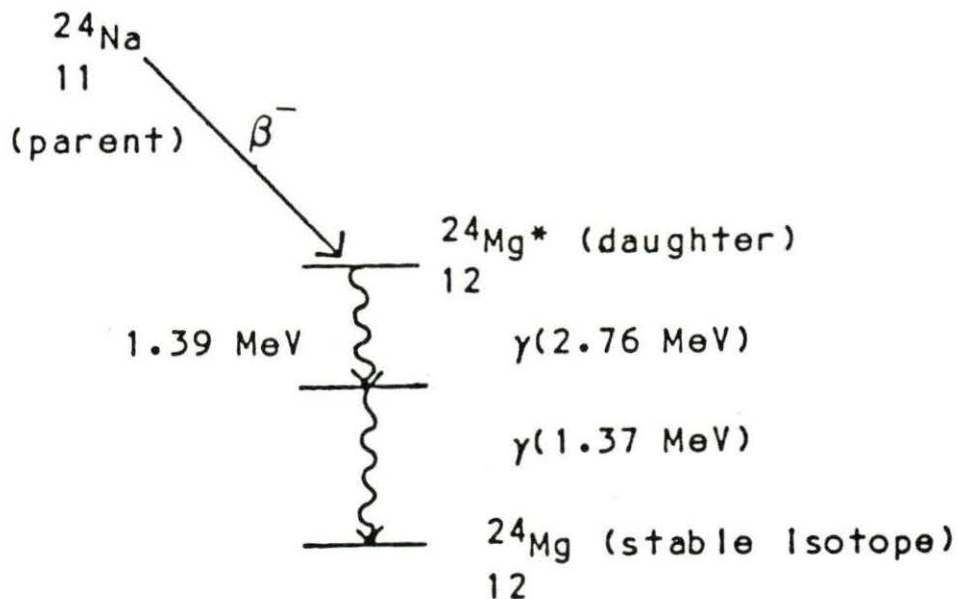 24Na
11
(parent)
β−
24Mg* (daughter)
12
1.39 MeV
γ(2.76 MeV)
γ(1.37 MeV)
24Mg (stable isotope)
12